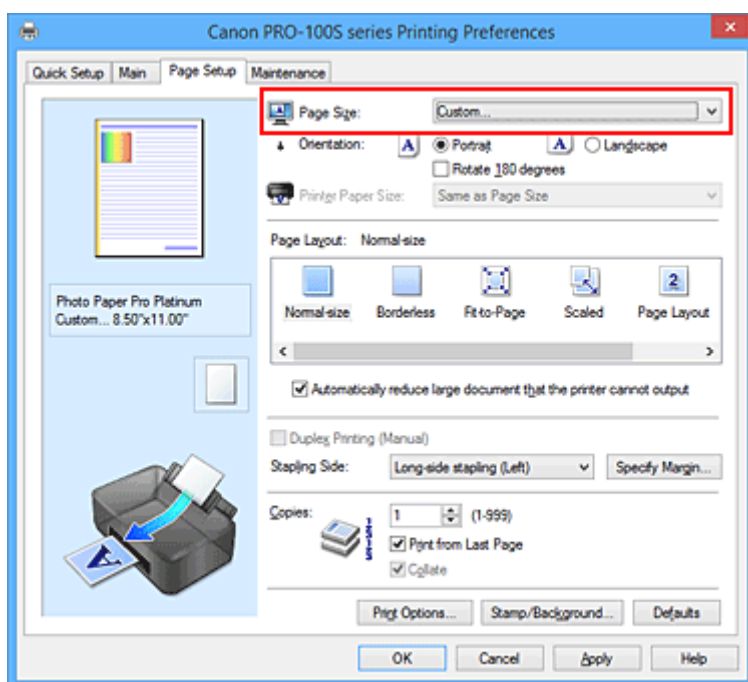 Canon PRO-100S series Printing Preferences
Quick Setup Main Page Setup Maintenance
Page Size: Custom...
Orientation: A Portrait A Landscape
Rotate 180 degrees
Printer Paper Size: Same as Page Size
Page Layout: Normal-size
2
Normal-size Borderless Fit-to-Page Scaled Page Layout
Photo Paper Pro Platinum
Custom... 8.50"x11.00"
Automatically reduce large document that the printer cannot output
Duplex Printing (Manual)
Stapling Side: Long-side stapling (Left) Specify Margin...
Copies: 1 (1-999)
Print from Last Page
Collate
A
Print Options... Stamp/Background... Defaults
OK Cancel Apply Help